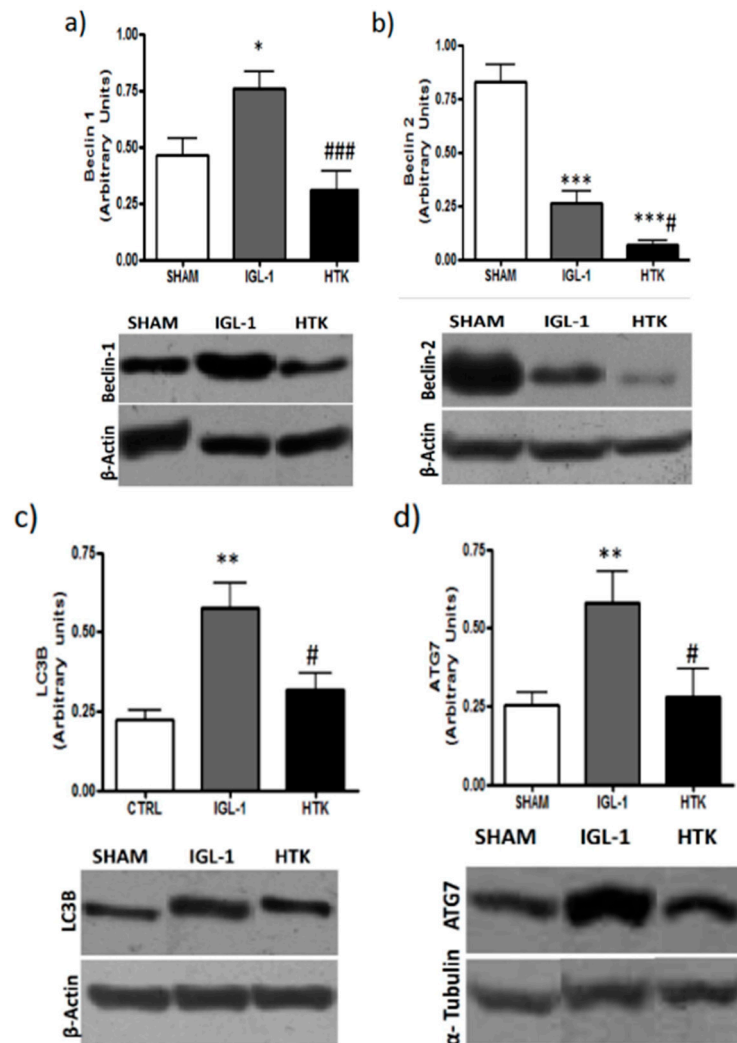 a)
Beclin 1
(Arbitrary Units)
0.00
0.25
0.50
0.75
1.00
*
###
SHAM IGL-1 HTK
SHAM IGL-1 HTK
Beclin-1
β-Actin
b)
Beclin 2
(Arbitrary Units)
1.00
0.75
0.50
0.25
0.00
***
***#
SHAM IGL-1 HTK
SHAM IGL-1 HTK
Beclin-2
β-Actin
c)
LC3B
(Arbitrary units)
0.75
0.50
0.25
0.00
**
#
CTRL IGL-1 HTK
SHAM IGL-1 HTK
LC3B
β-Actin
d)
ATG7
(Arbitrary Units)
0.75
0.50
0.25
0.00
**
#
SHAM IGL-1 HTK
SHAM IGL-1 HTK
ATG7
α- Tubulin